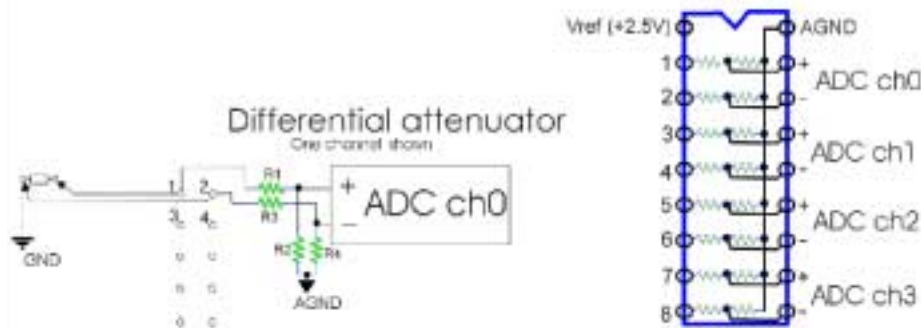 Differential attenuator
One channel shown
R1
R3
R2
R4
1 2
3 4
+
−
ADC ch0
GND
AGND
Vref (+2.5V)
AGND
1
+
ADC ch0
2
-
3
+
ADC ch1
4
-
5
+
ADC ch2
6
-
7
+
ADC ch3
8
-